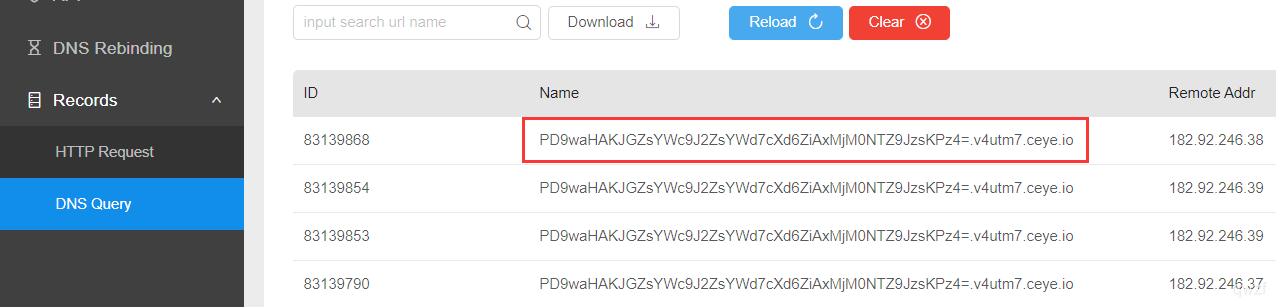 input search url name
Download
Reload
Clear
DNS Rebinding
Records
HTTP Request
DNS Query
ID Name Remote Addr
83139868 PD9waHAKJGZsYWc9J2ZsYWd7cXd6ZiAxMjM0NTZ9JzsKPz4=.v4utm7.ceye.io 182.92.246.38
83139854 PD9waHAKJGZsYWc9J2ZsYWd7cXd6ZiAxMjM0NTZ9JzsKPz4=.v4utm7.ceye.io 182.92.246.39
83139853 PD9waHAKJGZsYWc9J2ZsYWd7cXd6ZiAxMjM0NTZ9JzsKPz4=.v4utm7.ceye.io 182.92.246.39
83139790 PD9waHAKJGZsYWc9J2ZsYWd7cXd6ZiAxMjM0NTZ9JzsKPz4=.v4utm7.ceye.io 182.92.246.37